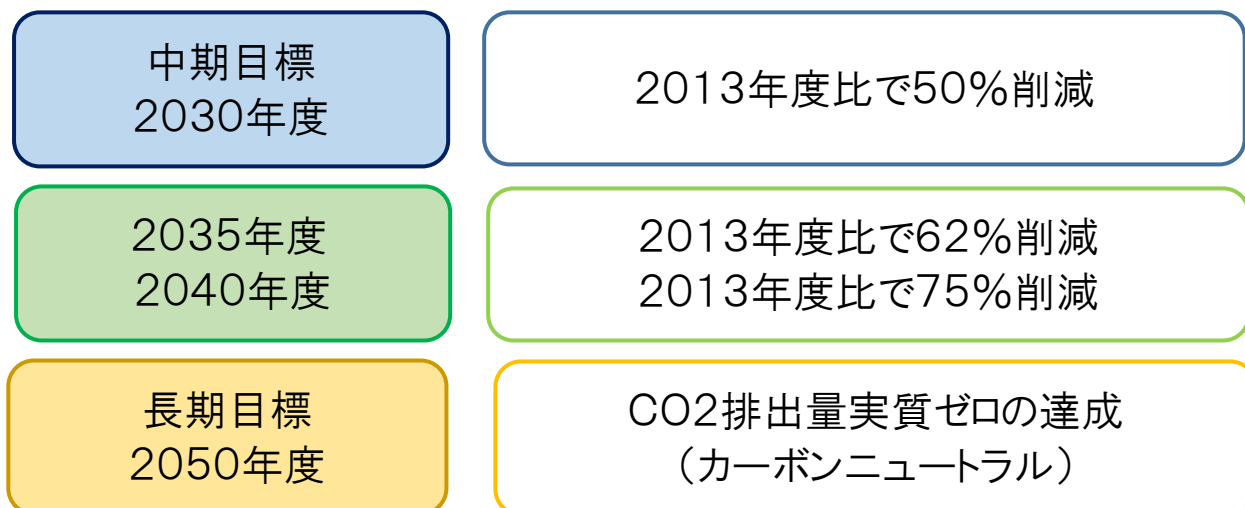 中期目標
2030年度
2013年度比で50%削減
2035年度
2040年度
2013年度比で62%削減
2013年度比で75%削減
長期目標
2050年度
CO2排出量実質ゼロの達成
（カーボンニュートラル）